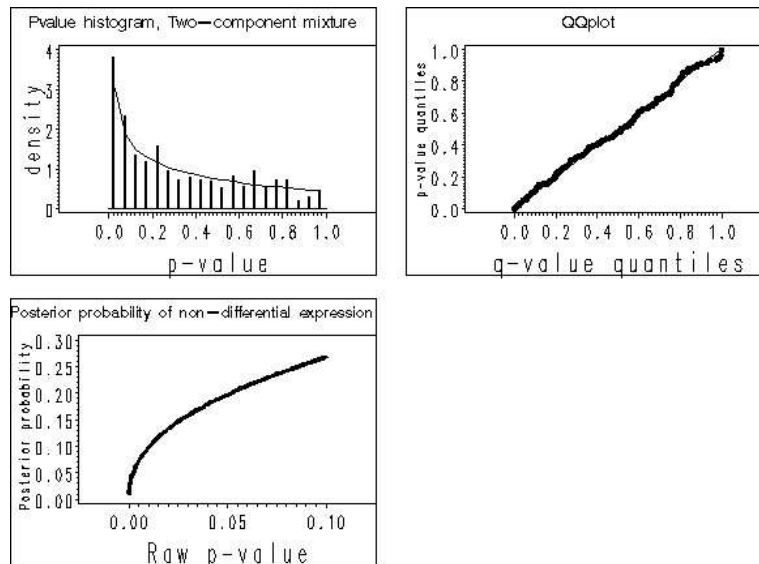 Pvalue histogram, Two—component mixture
density
4
3
2
1
0
0.0 0.2 0.4 0.6 0.8 1.0
p-value
QQplot
p-value quantiles
1.0
0.8
0.6
0.4
0.2
0.0
0.0 0.2 0.4 0.6 0.8 1.0
q-value quantiles
Posterior probability of non—differential expression
Posterior probability
0.30
0.25
0.20
0.15
0.10
0.05
0.00
0.00 0.05 0.10
Raw p-value